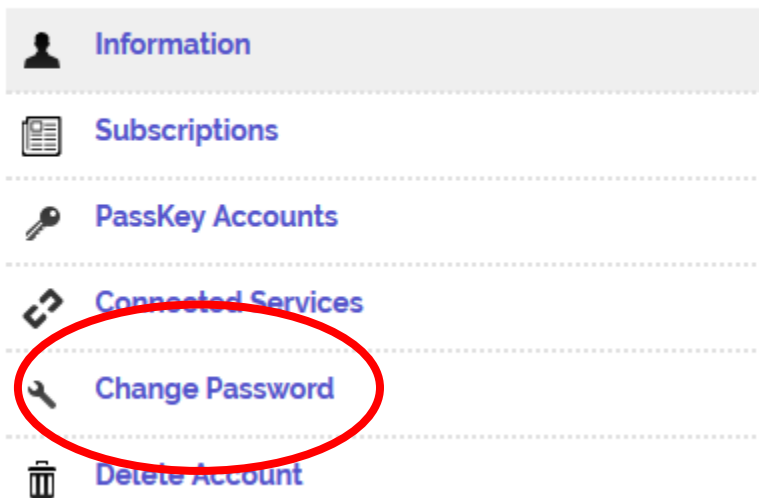 Information
Subscriptions
PassKey Accounts
Connected Services
Change Password
Delete Account